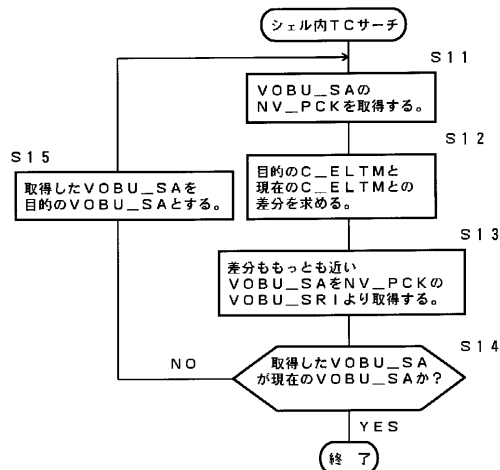 シェル内TCサーチ
S11
VOBU_SAの
NV_PCKを取得する。
S12
目的のC_ELTMと
現在のC_ELTMとの
差分を求める。
S15
取得したVOBU_SAを
目的のVOBU_SAとする。
S13
差分ももっとも近い
VOBU_SAをNV_PCKの
VOBU_SRIより取得する。
S14
取得したVOBU_SA
が現在のVOBU_SAか?
NO
YES
終 了